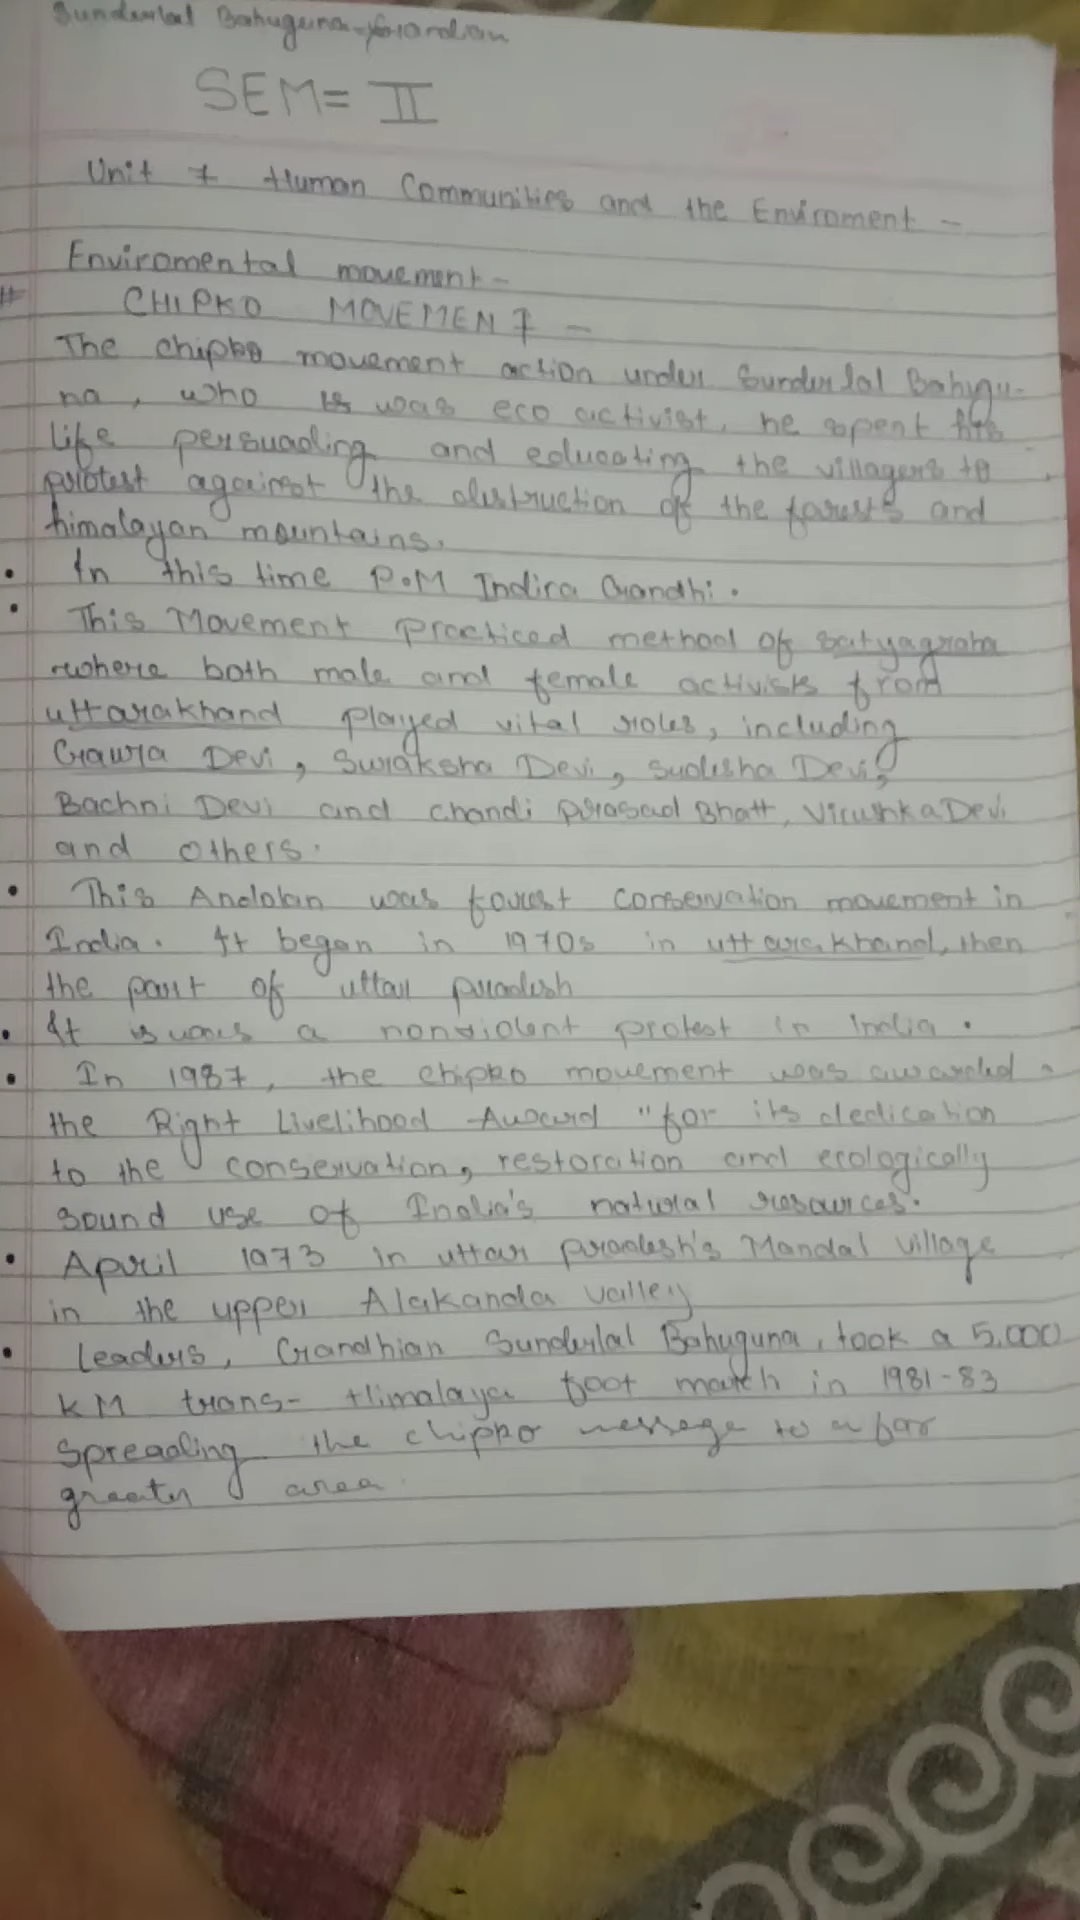 Sunderlal Bahuguna -
SEM = II
Unit 7 Human Communities and the Enviroment -
Enviromental movement -
# CHIPKO MOVEMENT -
The chipko movement action under Sunderlal Bahugu-
na, who was eco activist, he spent his
life persuading and educating the villagers to
protest against the destruction of the forests and
himalayan mountains.
• In this time P.M Indira Gandhi.
• This Movement practiced method of satyagraha
where both male and female activists from
uttarakhand played vital roles, including
Gaura Devi, Suraksha Devi, Sudesha Devi,
Bachni Devi and Chandi Prasad Bhatt, Virushka Devi
and others.
• This Andolan was forest conservation movement in
India. It began in 1970s in uttarakhand, then
the part of uttar pradesh
• It was a nonviolent protest in India.
• In 1987, the chipko movement was awarded
the Right Livelihood Award "for its dedication
to the conservation, restoration and ecologically
sound use of India's natural resources.
• April 1973 in uttar pradesh's Mandal village
in the upper Alakanda valley
• leaders, Gandhian Sunderlal Bahuguna, took a 5,000
KM trans-Himalaya foot march in 1981-83
spreading the chipko message to a far
greater area.